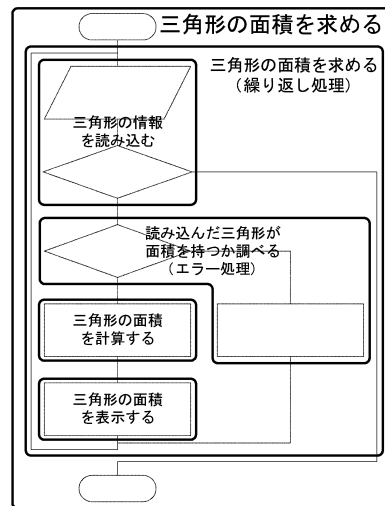 三角形の面積を求める
三角形の面積を求める
（繰り返し処理）
三角形の情報
を読み込む
読み込んだ三角形が
面積を持つか調べる
（エラー処理）
三角形の面積
を計算する
三角形の面積
を表示する